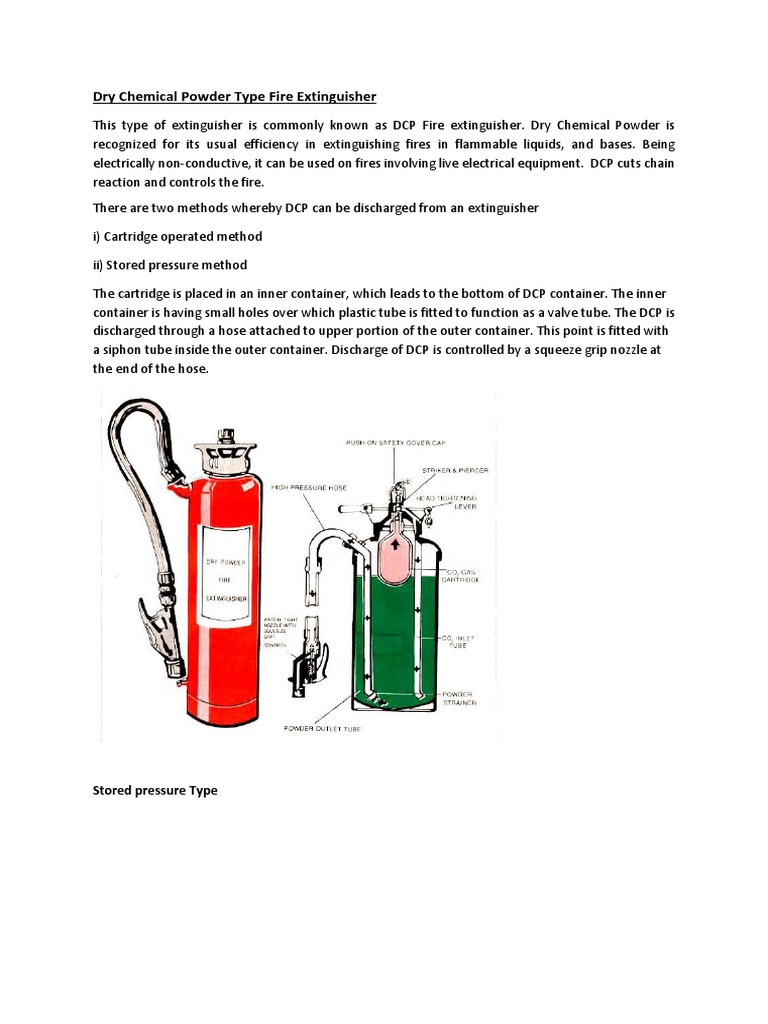 Dry Chemical Powder Type Fire Extinguisher
This type of extinguisher is commonly known as DCP Fire extinguisher. Dry Chemical Powder is
recognized for its usual efficiency in extinguishing fires in flammable liquids, and bases. Being
electrically non-conductive, it can be used on fires involving live electrical equipment. DCP cuts chain
reaction and controls the fire.
There are two methods whereby DCP can be discharged from an extinguisher
i) Cartridge operated method
ii) Stored pressure method
The cartridge is placed in an inner container, which leads to the bottom of DCP container. The inner
container is having small holes over which plastic tube is fitted to function as a valve tube. The DCP is
discharged through a hose attached to upper portion of the outer container. This point is fitted with
a siphon tube inside the outer container. Discharge of DCP is controlled by a squeeze grip nozzle at
the end of the hose.
PUSH-ON SAFETY COVER CAP
STRIKER & PIERCER
HIGH PRESSURE HOSE
HEAD TIGHTENING
LEVER
DRY POWDER
FIRE
EXTINGUISHER
CO₂ GAS
CARTRIDGE
TIGHT
NOZZLE WITH
SQUEEZE
GRIP
CONTROL
CO₂ INLET
TUBE
POWDER
STRAINER
POWDER OUTLET TUBE
Stored pressure Type